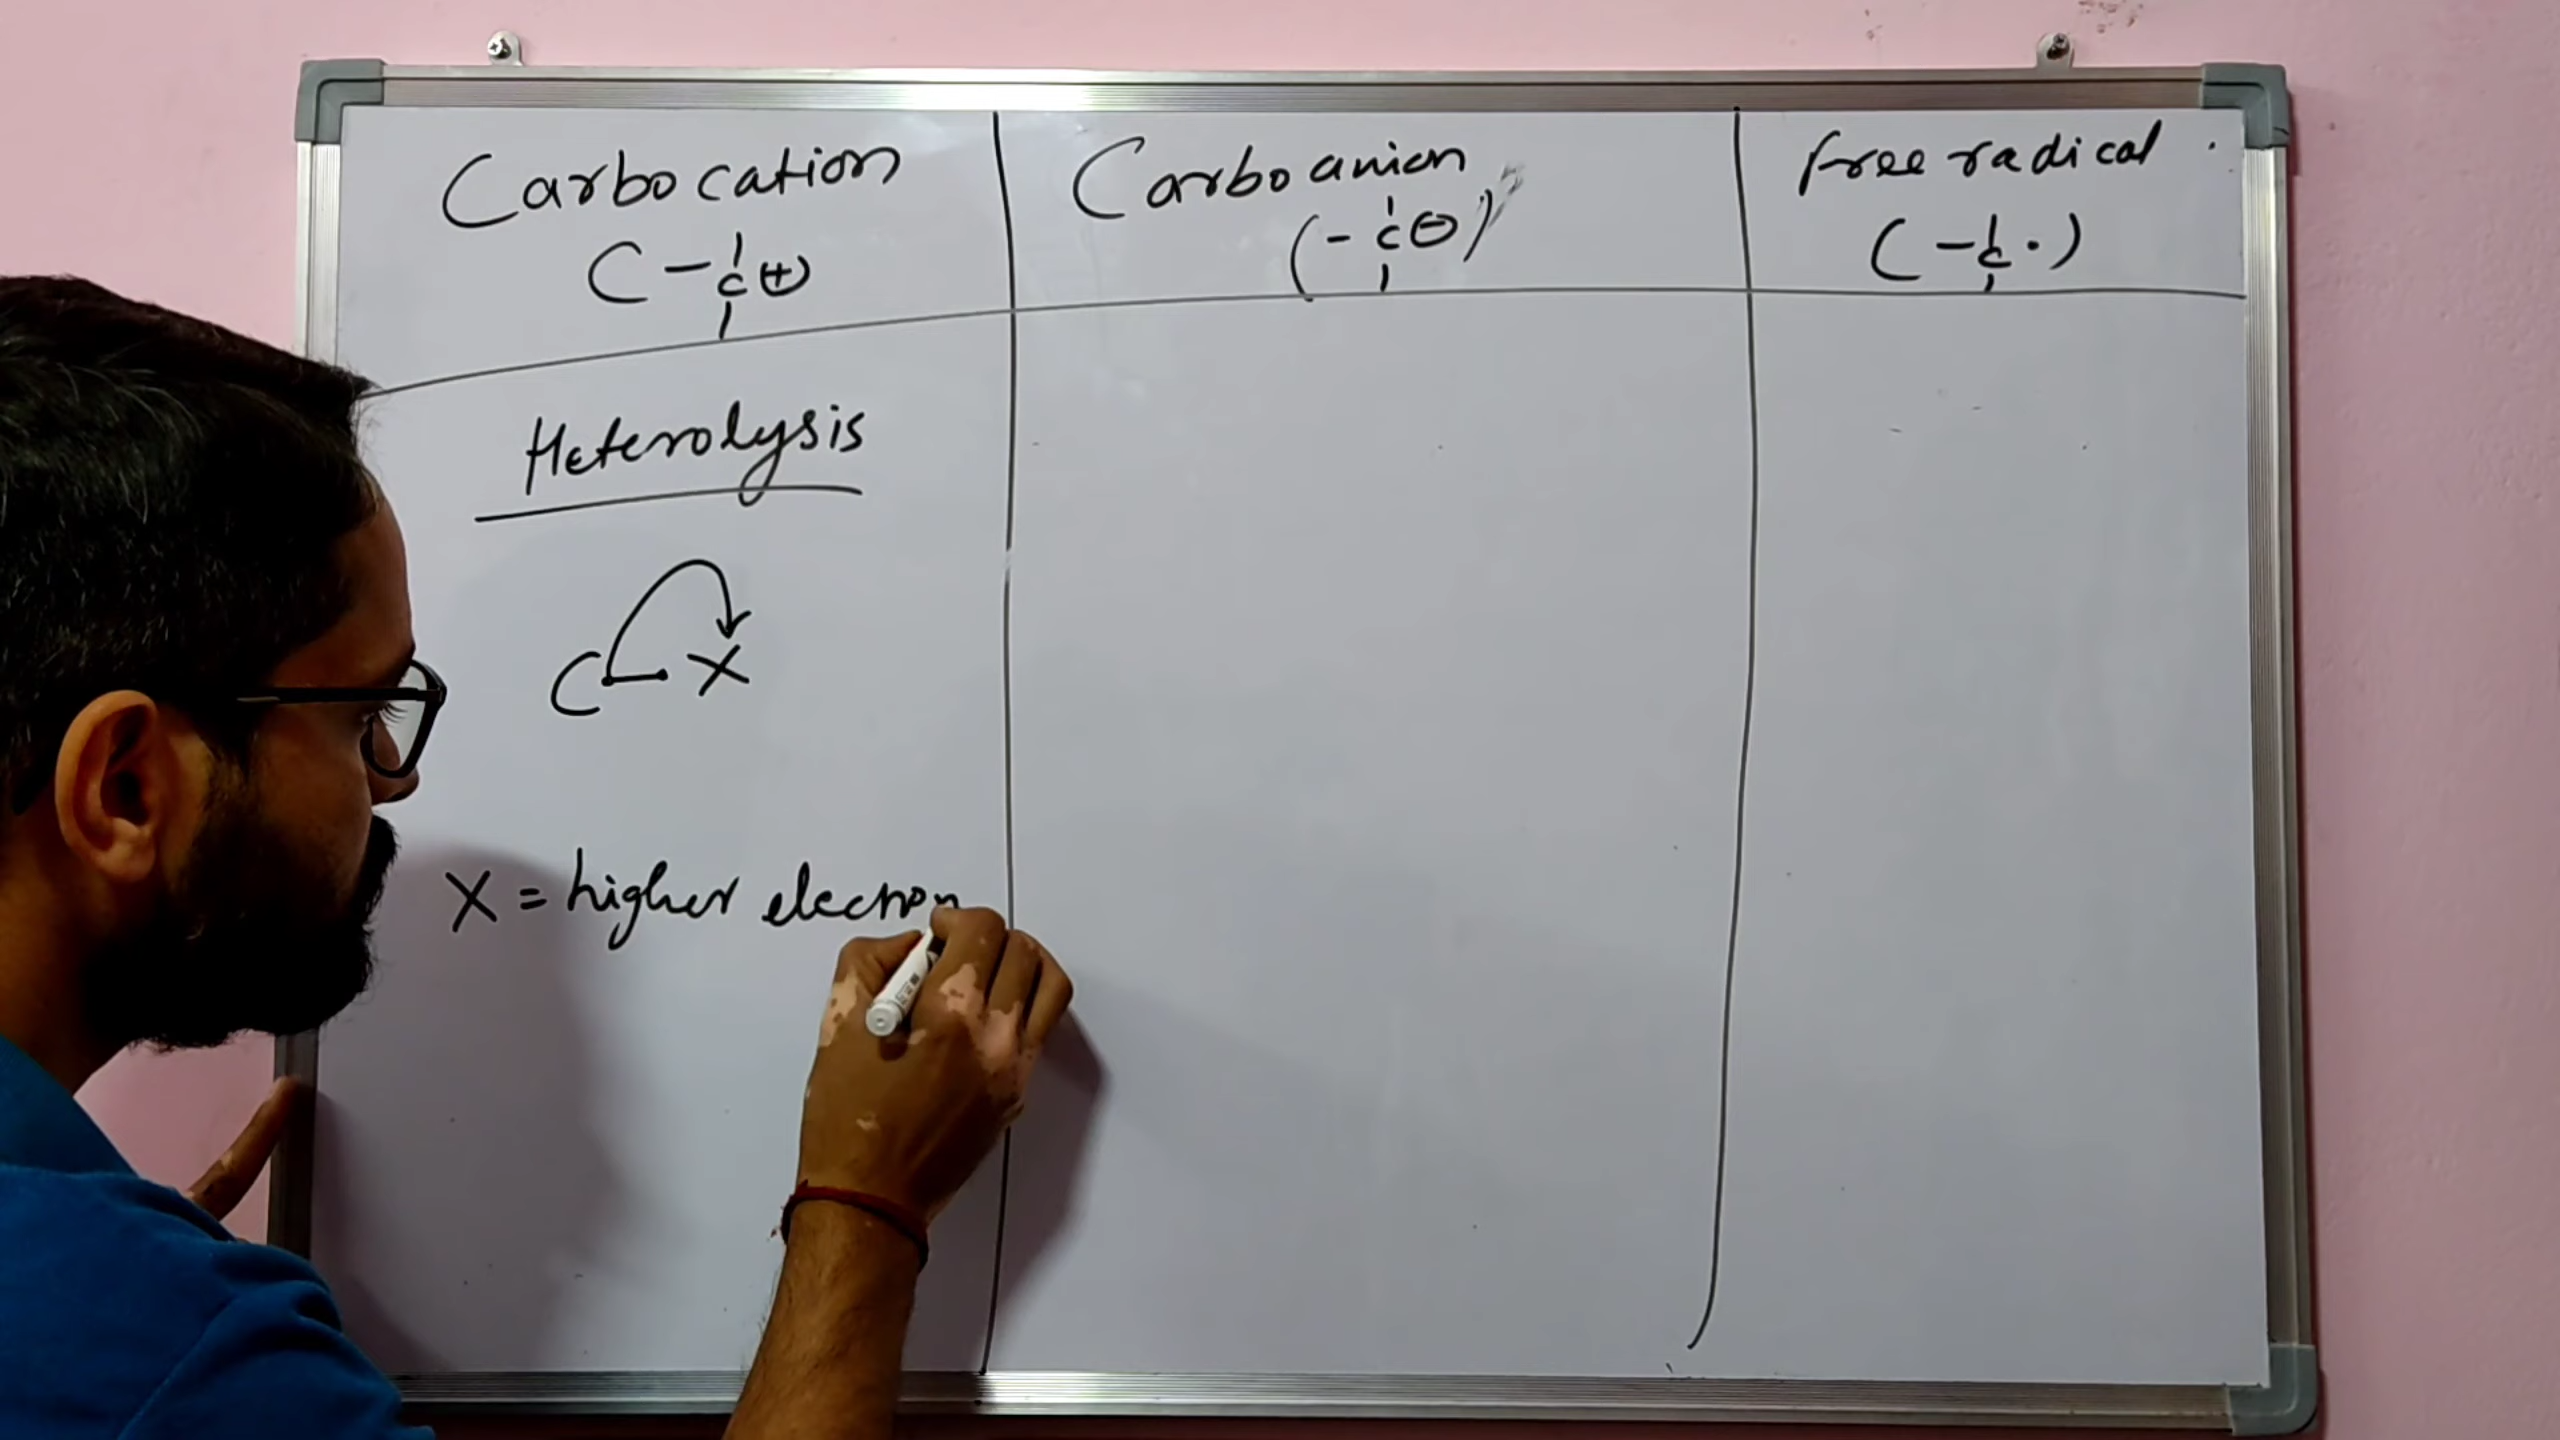 Carbocation
(-C⊕)
Carbo anion
(-C⊖)
free radical
(-C·)
Heterolysis
C-X
X = higher electron